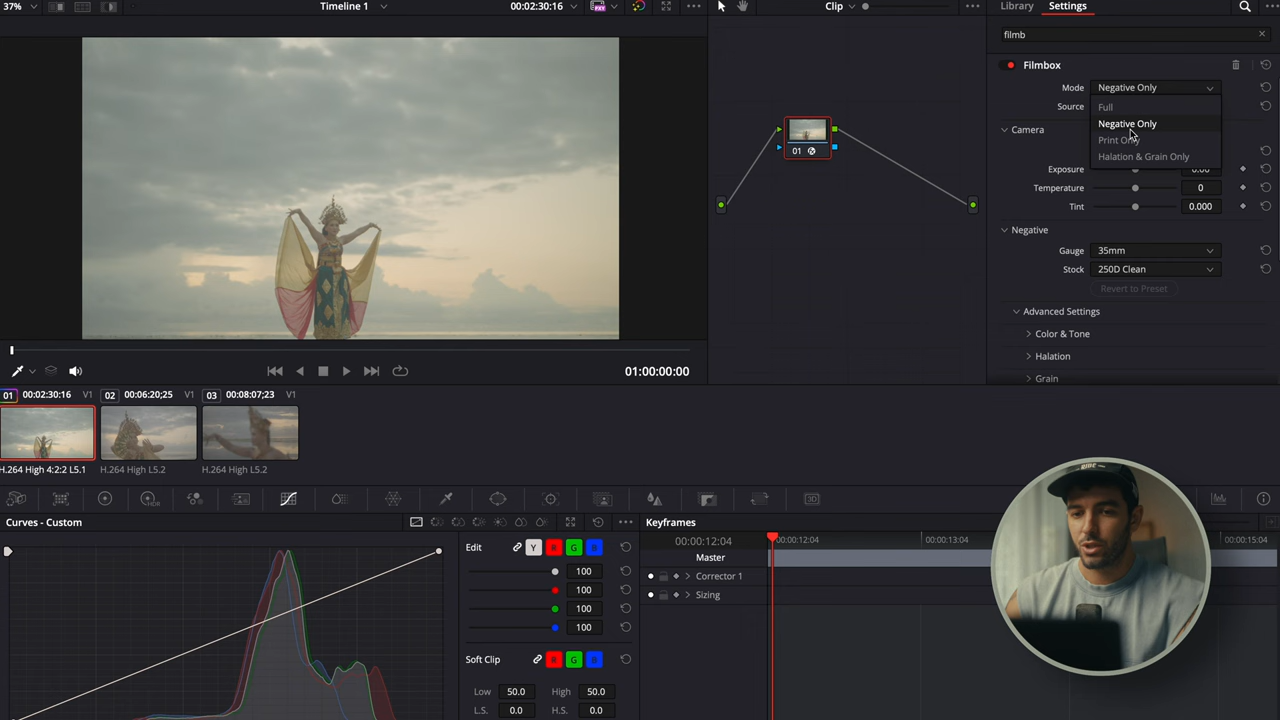 37%
Timeline 1
00:02:30:16
Clip
Library
Settings
filmb
Filmbox
Mode
Negative Only
Full
Source
Negative Only
Camera
Print Only
Halation & Grain Only
Exposure
0.00
Temperature
0
Tint
0.000
Negative
Gauge
35mm
Stock
250D Clean
Revert to Preset
Advanced Settings
Color & Tone
Halation
Grain
01
01:00:00:00
01 00:02:30:16 V1
02 00:06:20;25 V1
03 00:08:07;23 V1
H.264 High 4:2:2 L5.1
H.264 High L5.2
H.264 High L5.2
HDR
3D
Curves - Custom
Edit
Y R G B
100
100
100
100
Soft Clip
R G B
Low 50.0 High 50.0
L.S. 0.0 H.S. 0.0
Keyframes
00:00:12:04
00:00:12:04
00:00:13:04
00:00:15:04
Master
Corrector 1
Sizing